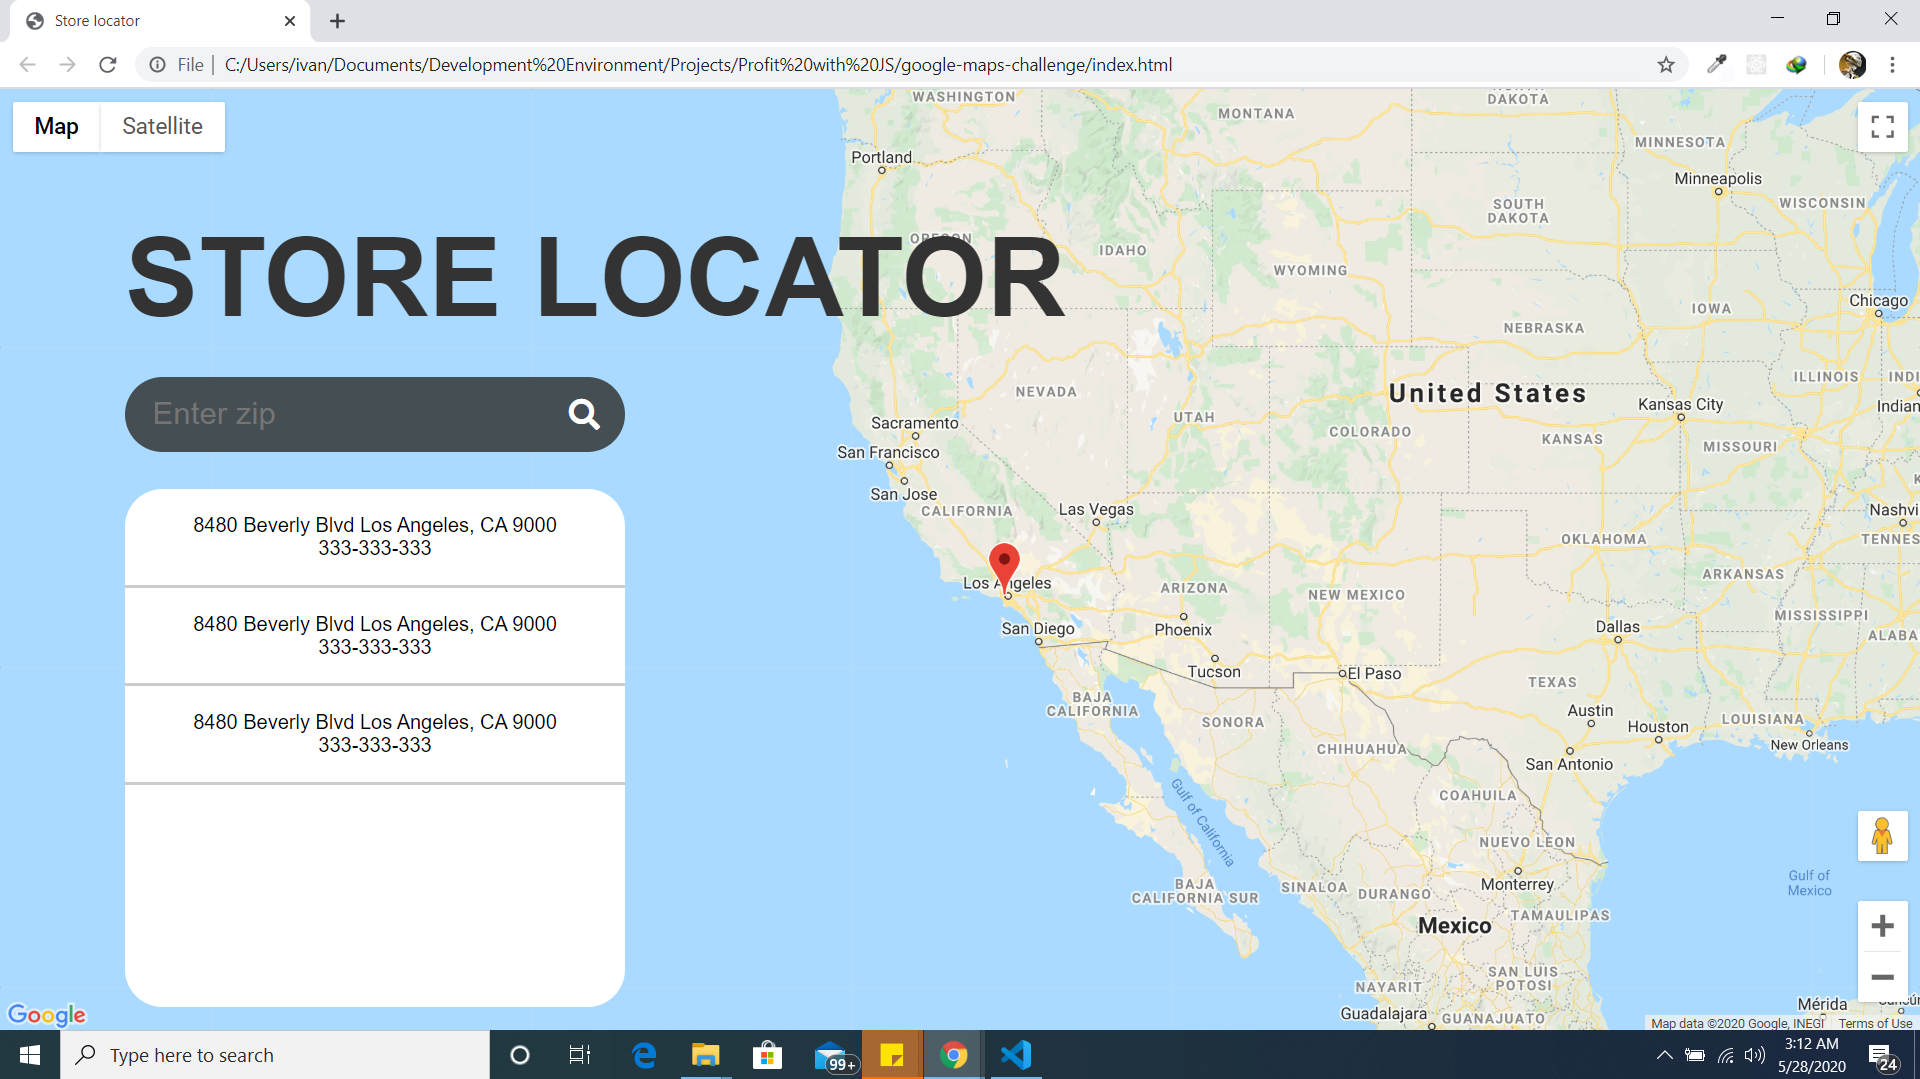 Store locator
File
C:/Users/ivan/Documents/Development%20Environment/Projects/Profit%20with%20JS/google-maps-challenge/index.html
Map
Satellite
STORE LOCATOR
Enter zip
8480 Beverly Blvd Los Angeles, CA 9000
333-333-333
8480 Beverly Blvd Los Angeles, CA 9000
333-333-333
8480 Beverly Blvd Los Angeles, CA 9000
333-333-333
WASHINGTON
DAKOTA
MONTANA
MINNESOTA
Portland
Minneapolis
SOUTH
DAKOTA
WISCONSIN
OREGON
IDAHO
WYOMING
Chicago
IOWA
NEBRASKA
ILLINOIS
INDI
NEVADA
United States
Kansas City
Indian
UTAH
Sacramento
COLORADO
KANSAS
MISSOURI
San Francisco
San Jose
CALIFORNIA
Las Vegas
Nashvi
OKLAHOMA
TENNES
Los Angeles
ARKANSAS
ARIZONA
NEW MEXICO
MISSISSIPPI
San Diego
Phoenix
Dallas
ALABA
Tucson
El Paso
TEXAS
BAJA
CALIFORNIA
SONORA
Austin
Houston
LOUISIANA
New Orleans
CHIHUAHUA
San Antonio
COAHUILA
Gulf of California
NUEVO LEON
Gulf of
Mexico
BAJA
CALIFORNIA SUR
SINALOA
DURANGO
Monterrey
TAMAULIPAS
Mexico
SAN LUIS
POTOSI
NAYARIT
Mérida
Guadalajara
GUANAJUATO
Google
Map data ©2020 Google, INEGI
Terms of Use
Type here to search
99+
3:12 AM
5/28/2020
24